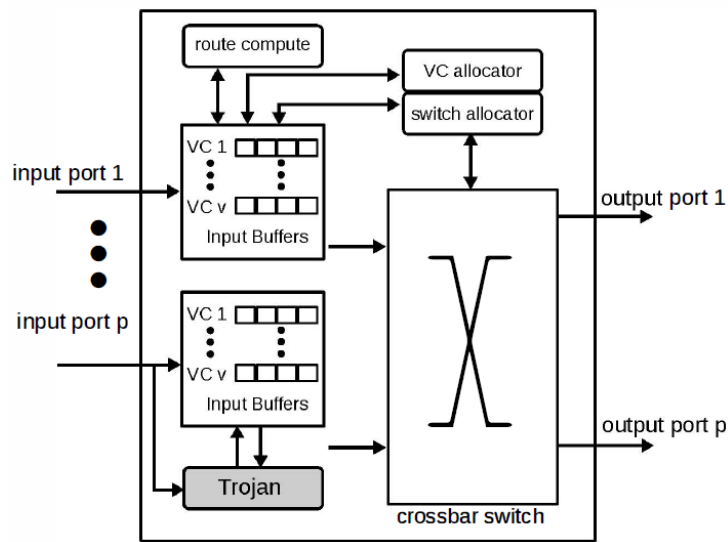 route compute
VC allocator
switch allocator
input port 1
VC 1
VC v
Input Buffers
output port 1
input port p
VC 1
VC v
Input Buffers
Trojan
output port p
crossbar switch